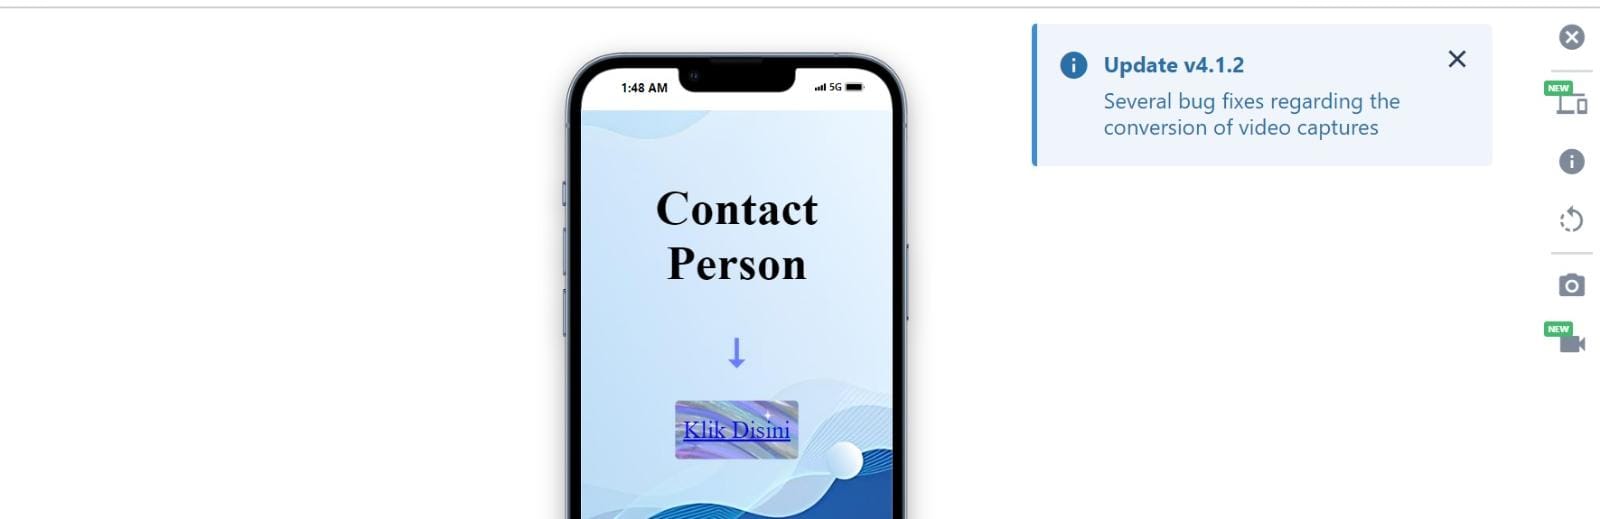 1:48 AM
5G
Contact
Person
Klik Disini
Update v4.1.2
Several bug fixes regarding the
conversion of video captures
NEW
NEW